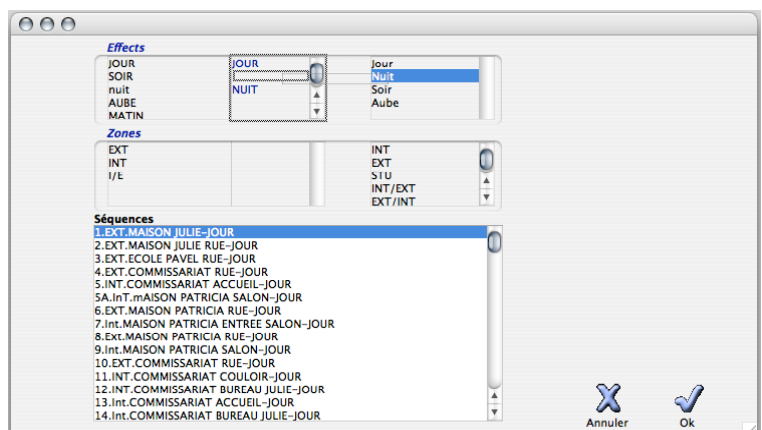 Effects
JOUR JOUR Jour
SOIR Nuit
nuit NUIT Soir
AUBE Aube
MATIN
Zones
EXT INT
INT EXT
I/E STU
INT/EXT
EXT/INT
Séquences
1.EXT.MAISON JULIE-JOUR
2.EXT.MAISON JULIE RUE-JOUR
3.EXT.ECOLE PAVEL RUE-JOUR
4.EXT.COMMISSARIAT RUE-JOUR
5.INT.COMMISSARIAT ACCUEIL-JOUR
5A.InT.mAISON PATRICIA SALON-JOUR
6.EXT.MAISON PATRICIA RUE-JOUR
7.Int.MAISON PATRICIA ENTREE SALON-JOUR
8.Ext.MAISON PATRICIA RUE-JOUR
9.Int.MAISON PATRICIA SALON-JOUR
10.EXT.COMMISSARIAT RUE-JOUR
11.INT.COMMISSARIAT COULOIR-JOUR
12.INT.COMMISSARIAT BUREAU JULIE-JOUR
13.Int.COMMISSARIAT ACCUEIL-JOUR
14.Int.COMMISSARIAT BUREAU JULIE-JOUR
Annuler Ok